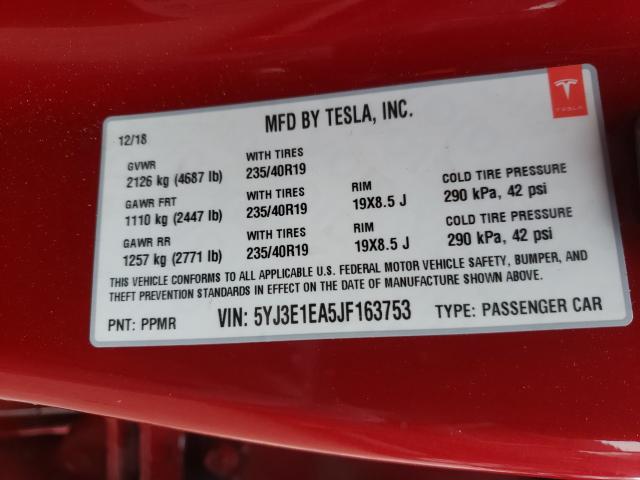 MFD BY TESLA, INC.
TESLA
12/18
GVWR WITH TIRES
2126 kg (4687 lb) 235/40R19
GAWR FRT WITH TIRES RIM COLD TIRE PRESSURE
1110 kg (2447 lb) 235/40R19 19X8.5 J 290 kPa, 42 psi
GAWR RR WITH TIRES RIM COLD TIRE PRESSURE
1257 kg (2771 lb) 235/40R19 19X8.5 J 290 kPa, 42 psi
THIS VEHICLE CONFORMS TO ALL APPLICABLE U.S. FEDERAL MOTOR VEHICLE SAFETY, BUMPER, AND
THEFT PREVENTION STANDARDS IN EFFECT ON THE DATE OF MANUFACTURE SHOWN ABOVE.
PNT: PPMR VIN: 5YJ3E1EA5JF163753 TYPE: PASSENGER CAR